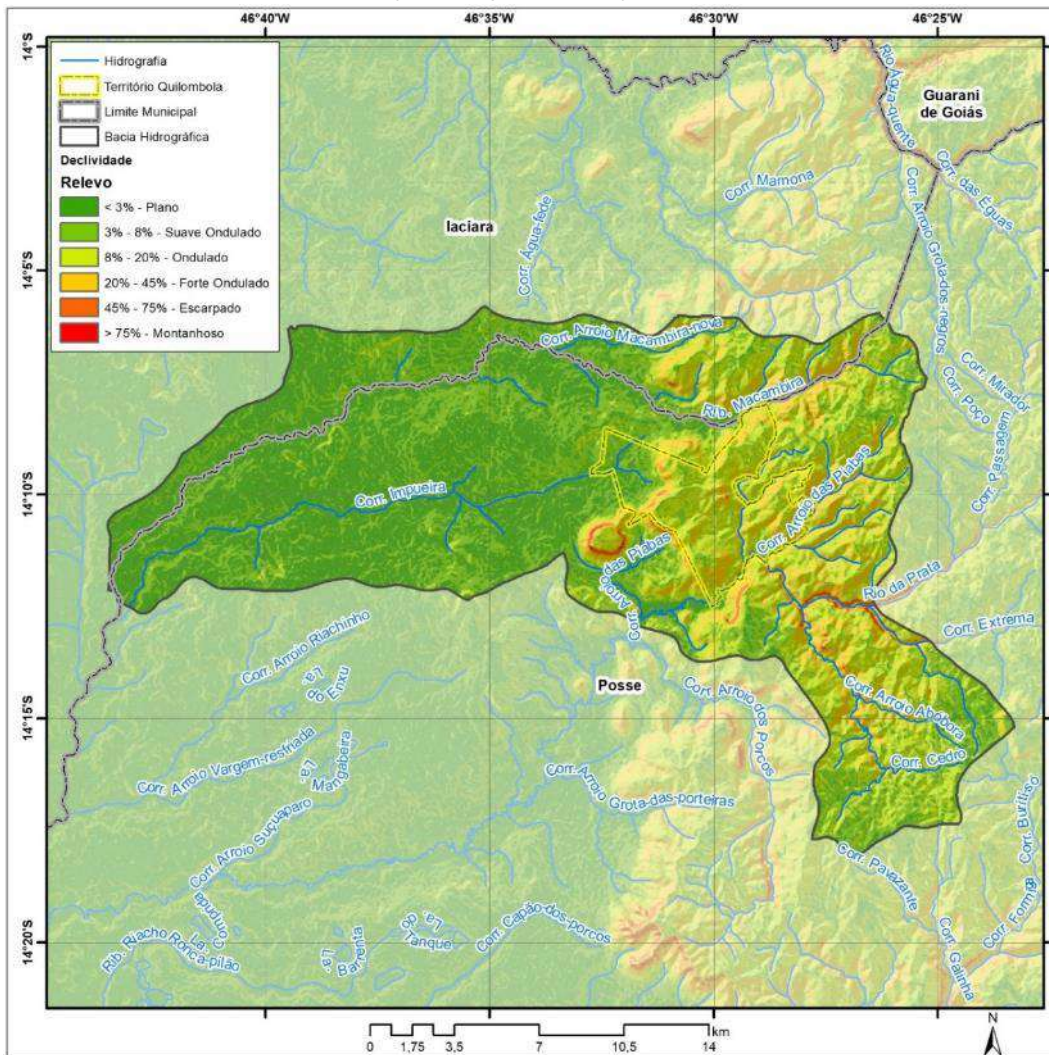 46°40'O
46°35'O
46°30'O
46°25'O
14°S
14°5'S
14°10'S
14°15'S
14°20'S
Hidrografia
Território Quilombola
Limite Municipal
Bacia Hidrográfica
Declividade
Relevo
< 3% - Plano
3% - 8% - Suave Ondulado
8% - 20% - Ondulado
20% - 45% - Forte Ondulado
45% - 75% - Escarpado
> 75% - Montanhoso
Rio Água-quente
Guarani
de Goiás
Corr. Mamona
Corr. das Éguas
Iaciara
Corr. Água-fede
Corr. Arroio Grota-dos-negros
Corr. Arroio Macambira-nova
Rib. Macambira
Corr. Mirador
Corr. Poço
Corr. Passagem
Corr. Impueira
Corr. Arroio das Piabas
Corr. Arroio das Piabas
Rio da Prata
Corr. Extrema
Corr. Arroio Riachinho
La.
do
Enxu
Posse
Corr. Arroio dos Porcos
Corr. Arroio Abobora
Corr. Cedro
Corr. Arroio Vargem-resfriada
La.
Mangabeira
Corr. Arroio Grota-das-porteiras
Corr. Arroio Suçuaparo
Corr. Buritiso
Corr. Pavazante
Corr. Formiga
La.
Comprida
Rib. Riacho Ronca-pilão
La.
Barrenta
La.
do
Tanque
Corr. Capão-dos-porcos
Corr. Galinha
N
km
0 1,75 3,5 7 10,5 14